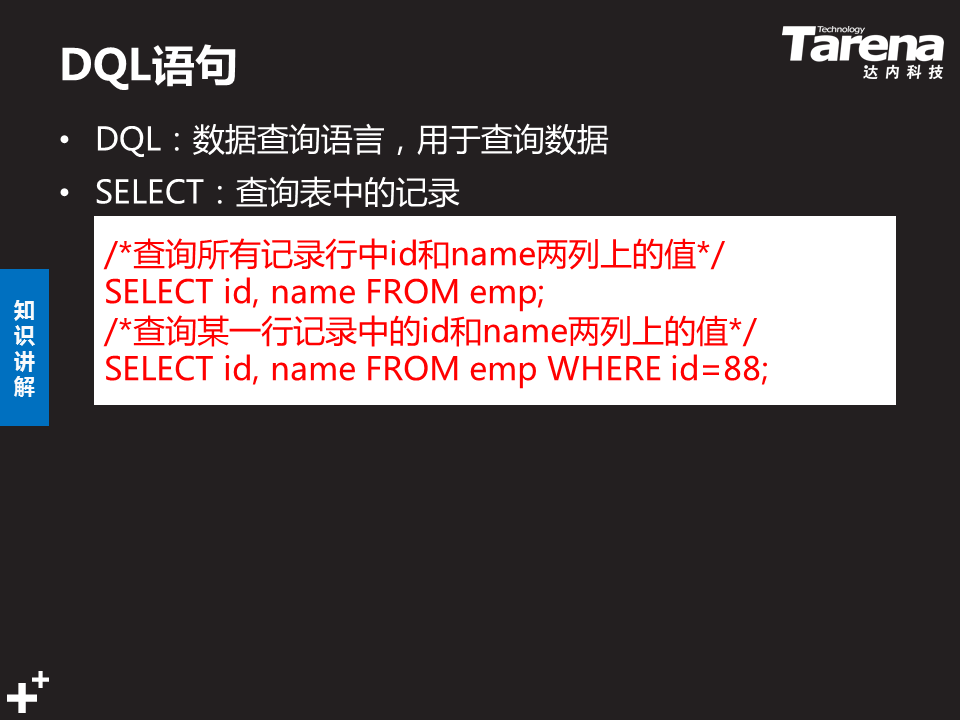 DQL语句
Technology
Tarena
达内科技
• DQL：数据查询语言，用于查询数据
• SELECT：查询表中的记录
/*查询所有记录行中id和name两列上的值*/
SELECT id, name FROM emp;
/*查询某一行记录中的id和name两列上的值*/
SELECT id, name FROM emp WHERE id=88;
知识讲解